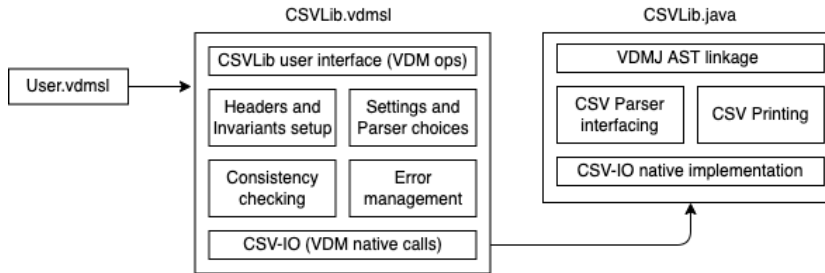 CSVLib.vdmsl
CSVLib.java
CSVLib user interface (VDM ops)
VDMJ AST linkage
User.vdmsl
Headers and
Invariants setup
Settings and
Parser choices
CSV Parser
interfacing
CSV Printing
Consistency
checking
Error
management
CSV-IO native implementation
CSV-IO (VDM native calls)